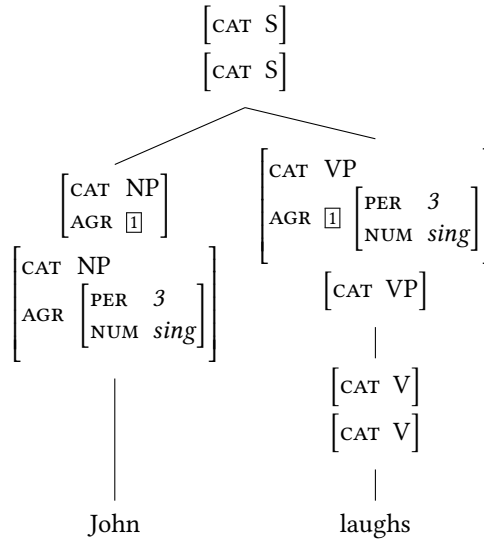 CAT S
CAT S
CAT NP
AGR 1
CAT VP
AGR 1 PER 3
NUM sing
CAT NP
AGR PER 3
NUM sing
CAT VP
CAT V
CAT V
John laughs